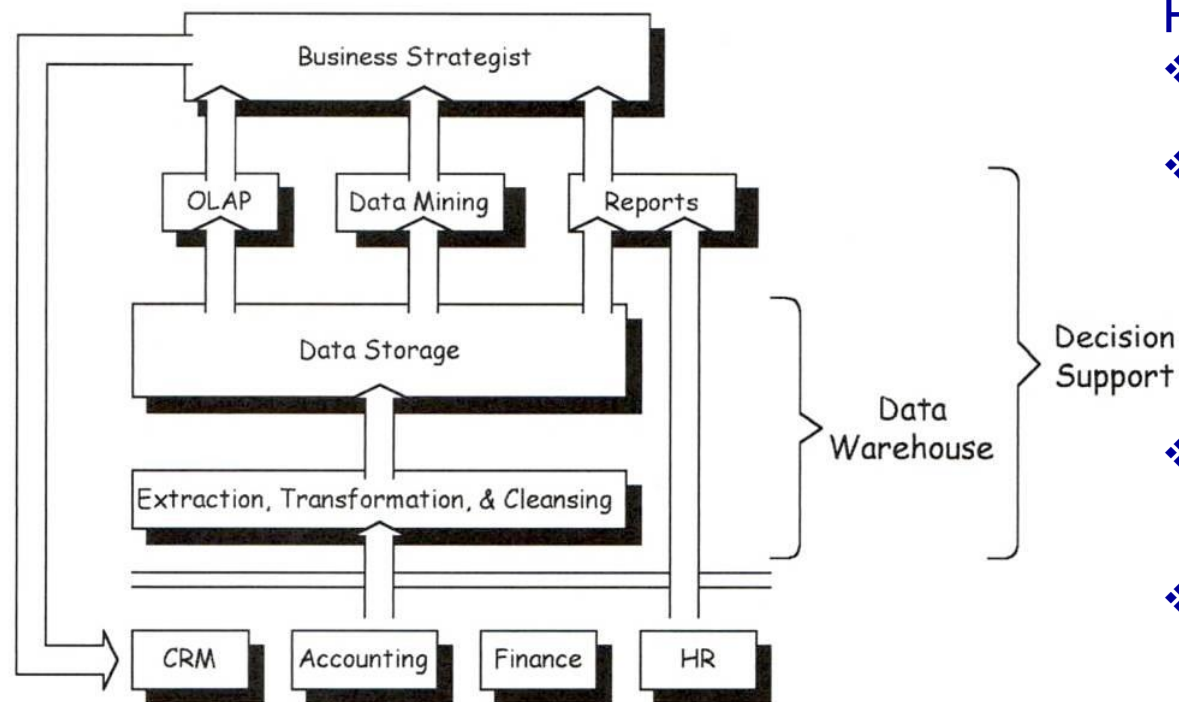 Business Strategist
OLAP
Data Mining
Reports
Data Storage
Extraction, Transformation, & Cleansing
CRM
Accounting
Finance
HR
Data
Warehouse
Decision
Support